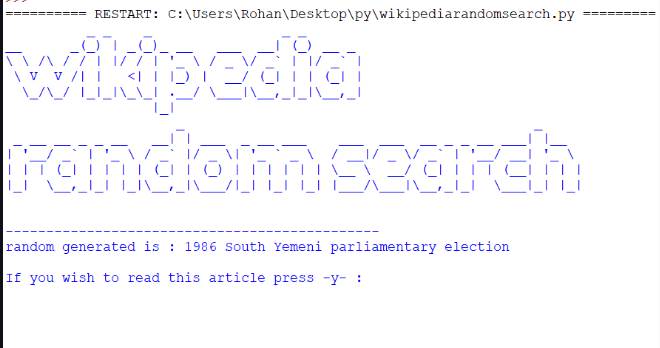 ========== RESTART: C:\Users\Rohan\Desktop\py\wikipediarandomsearch.py =========
wikipedia
random search
-----------------------------------------------
random generated is : 1986 South Yemeni parliamentary election
If you wish to read this article press -y- :